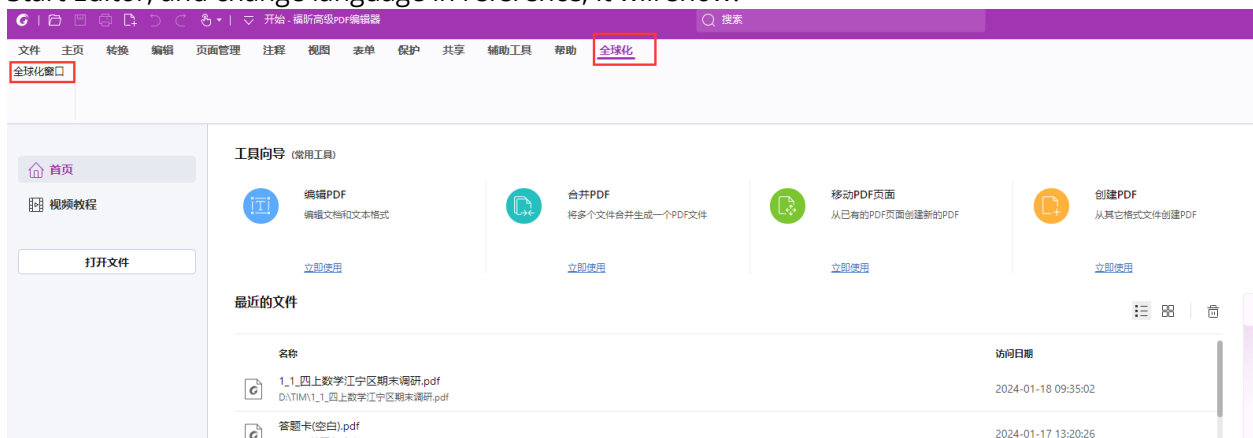 Start Editor, and change language in reference, it will show:
开始 - 福昕高级PDF编辑器
搜索
文件 主页 转换 编辑 页面管理 注释 视图 表单 保护 共享 辅助工具 帮助 全球化
全球化窗口
首页
视频教程
打开文件
工具向导 (常用工具)
编辑PDF
编辑文档和文本格式
立即使用
合并PDF
将多个文件合并生成一个PDF文件
立即使用
移动PDF页面
从已有的PDF页面创建新的PDF
立即使用
创建PDF
从其它格式文件创建PDF
立即使用
最近的文件
名称 访问日期
1_1_四上数学江宁区期末调研.pdf
D:\TIM\1_1_四上数学江宁区期末调研.pdf
2024-01-18 09:35:02
答题卡(空白).pdf
2024-01-17 13:20:26